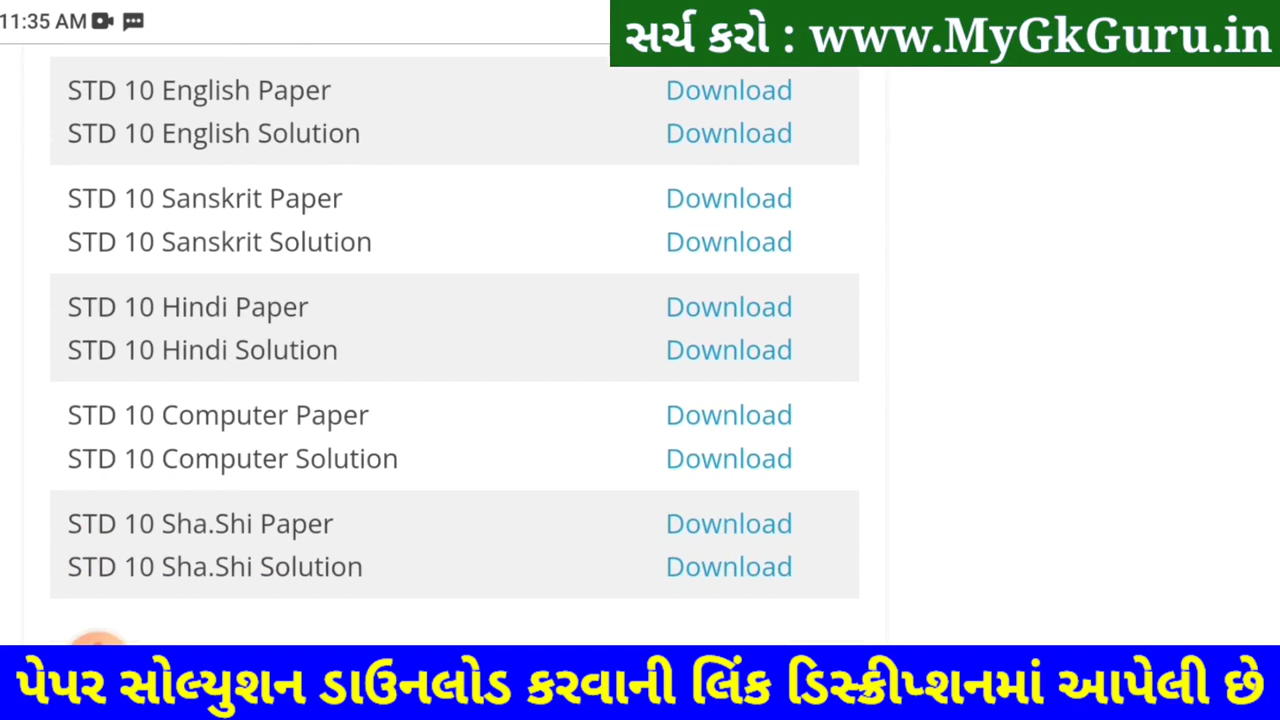 11:35 AM
સર્ચ કરો : www.MyGkGuru.in
STD 10 English Paper Download
STD 10 English Solution Download
STD 10 Sanskrit Paper Download
STD 10 Sanskrit Solution Download
STD 10 Hindi Paper Download
STD 10 Hindi Solution Download
STD 10 Computer Paper Download
STD 10 Computer Solution Download
STD 10 Sha.Shi Paper Download
STD 10 Sha.Shi Solution Download
પેપર સોલ્યુશન ડાઉનલોડ કરવાની લિંક ડિસ્ક્રીપ્શનમાં આપેલી છે